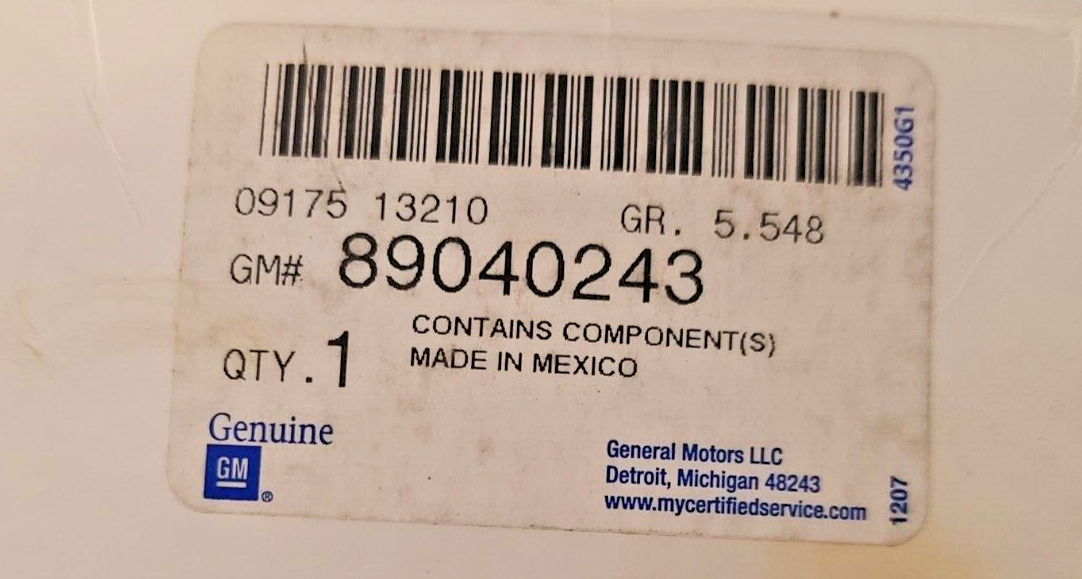 4350G1
09175 13210 GR. 5.548
GM# 89040243
QTY. 1 CONTAINS COMPONENT(S)
MADE IN MEXICO
Genuine
GM ®
General Motors LLC
Detroit, Michigan 48243
www.mycertifiedservice.com
1207